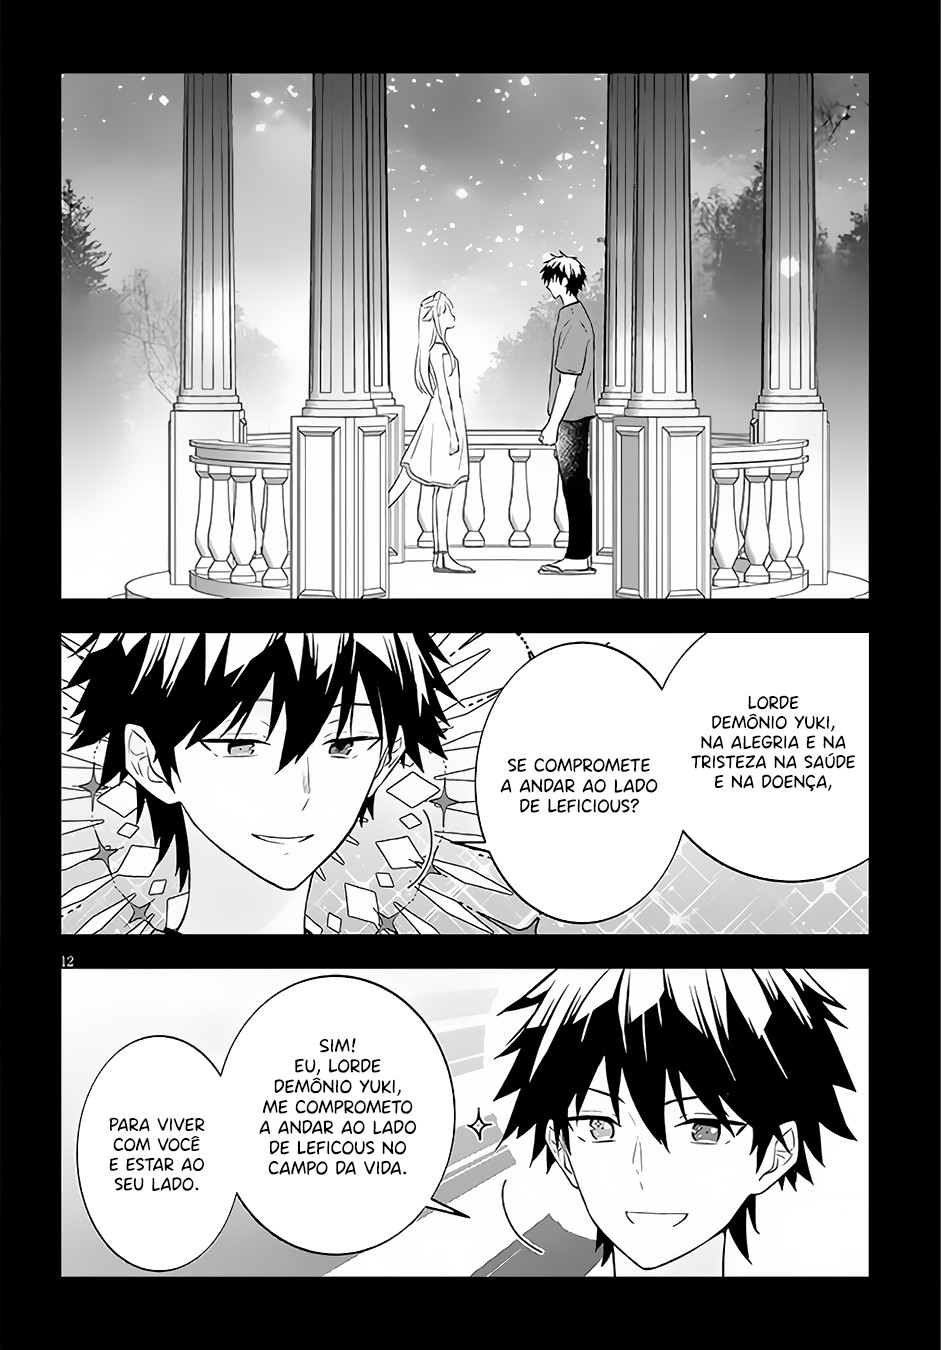 LORDE
DEMÔNIO YUKI,
NA ALEGRIA E NA
TRISTEZA NA SAÚDE
E NA DOENÇA,
SE COMPROMETE
A ANDAR AO LADO
DE LEFICIOUS?
12
SIM!
EU, LORDE
DEMÔNIO YUKI,
ME COMPROMETO
A ANDAR AO LADO
DE LEFICOUS NO
CAMPO DA VIDA.
PARA VIVER
COM VOCÊ
E ESTAR AO
SEU LADO.